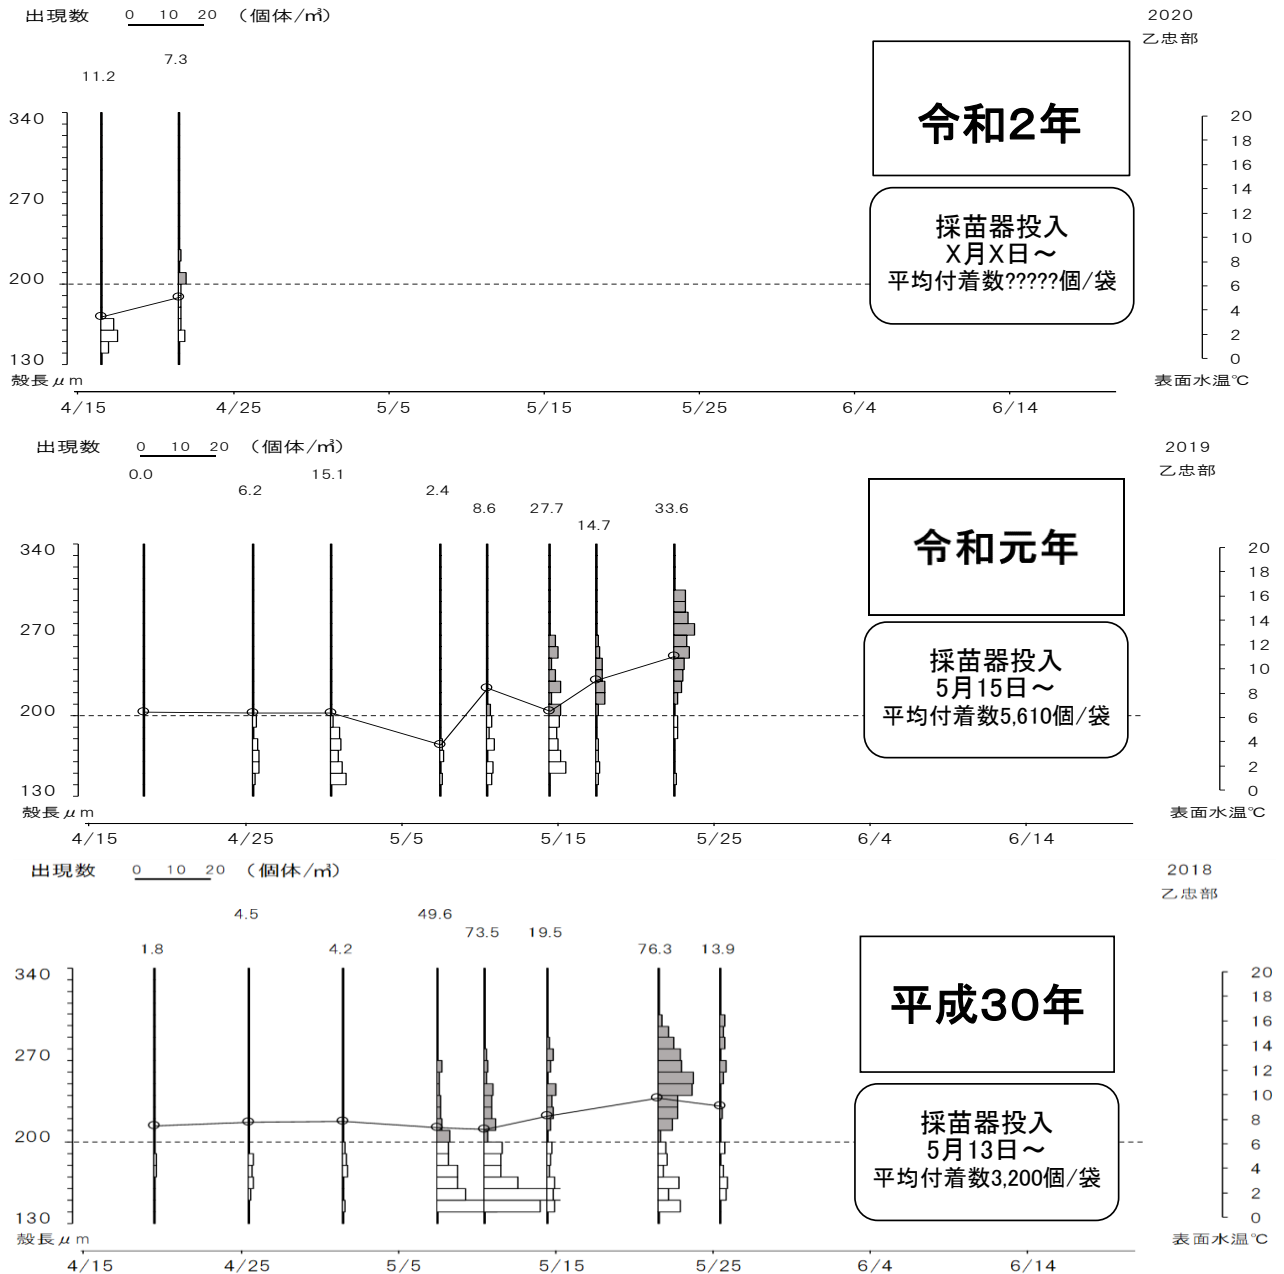 出現数 0 10 20 (個体/㎥)
2020
乙忠部
11.2 7.3
令和2年
採苗器投入
X月X日～
平均付着数?????個/袋
340
270
200
130
殻長μm
20
18
16
14
12
10
8
6
4
2
0
表面水温℃
4/15 4/25 5/5 5/15 5/25 6/4 6/14
出現数 0 10 20 (個体/㎥)
2019
乙忠部
0.0 6.2 15.1 2.4 8.6 27.7 14.7 33.6
令和元年
採苗器投入
5月15日～
平均付着数5,610個/袋
340
270
200
130
殻長μm
20
18
16
14
12
10
8
6
4
2
0
表面水温℃
4/15 4/25 5/5 5/15 5/25 6/4 6/14
出現数 0 10 20 (個体/㎥)
2018
乙忠部
1.8 4.5 4.2 49.6 73.5 19.5 76.3 13.9
平成30年
採苗器投入
5月13日～
平均付着数3,200個/袋
340
270
200
130
殻長μm
20
18
16
14
12
10
8
6
4
2
0
表面水温℃
4/15 4/25 5/5 5/15 5/25 6/4 6/14